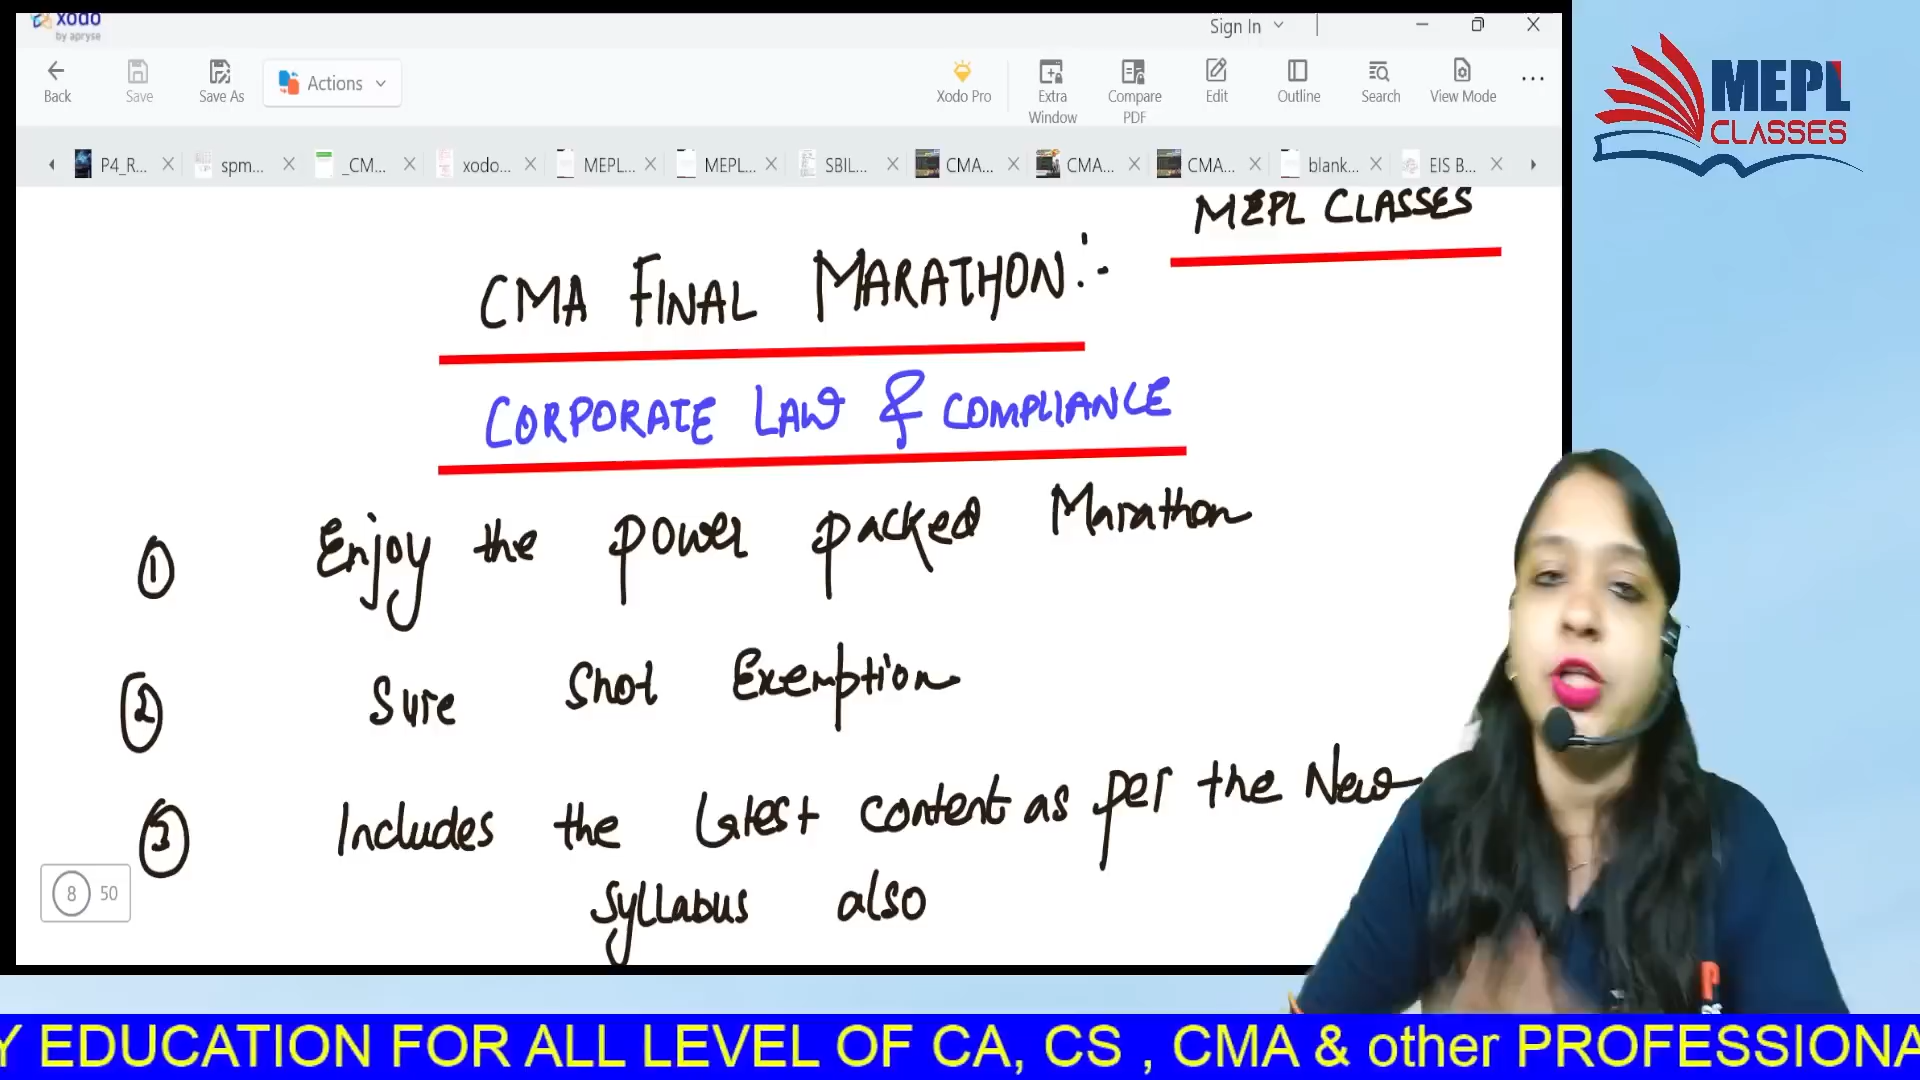 xodo
by apryse
Sign In
Back
Save
Save As
Actions
Xodo Pro
Extra Window
Compare PDF
Edit
Outline
Search
View Mode
P4_R...
spm...
_CM...
xodo...
MEPL...
MEPL...
SBIL...
CMA...
CMA...
CMA...
blank...
EIS B...
MEPL
CLASSES
MEPL CLASSES
CMA FINAL MARATHON:-
CORPORATE LAW & COMPLIANCE
1 Enjoy the power packed Marathon
2 Sure Shot Exemption
3 Includes the latest content as per the New
syllabus also
8 50
Y EDUCATION FOR ALL LEVEL OF CA, CS , CMA & other PROFESSIONA